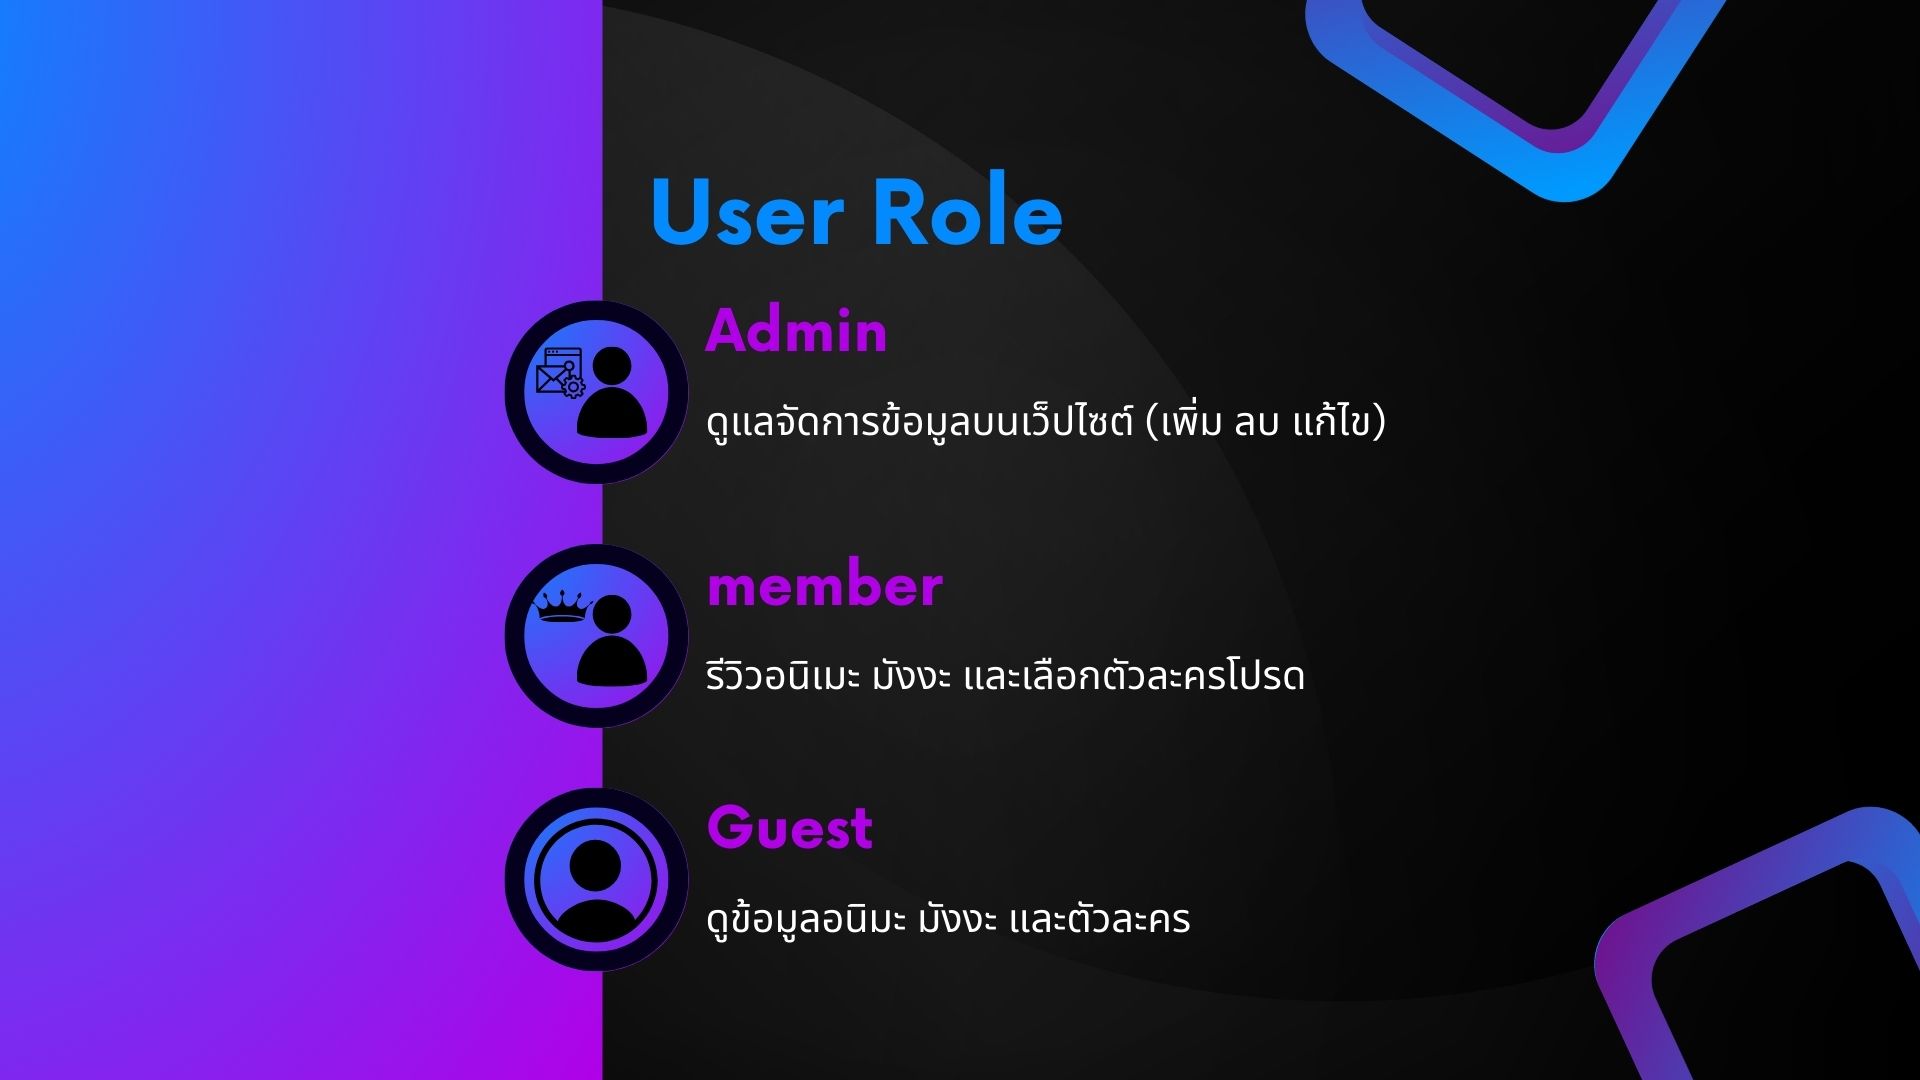 User Role
Admin
ดูแลจัดการข้อมูลบนเว็ปไซต์ (เพิ่ม ลบ แก้ไข)
member
รีวิวอนิเมะ มังงะ และเลือกตัวละครโปรด
Guest
ดูข้อมูลอนิมะ มังงะ และตัวละคร